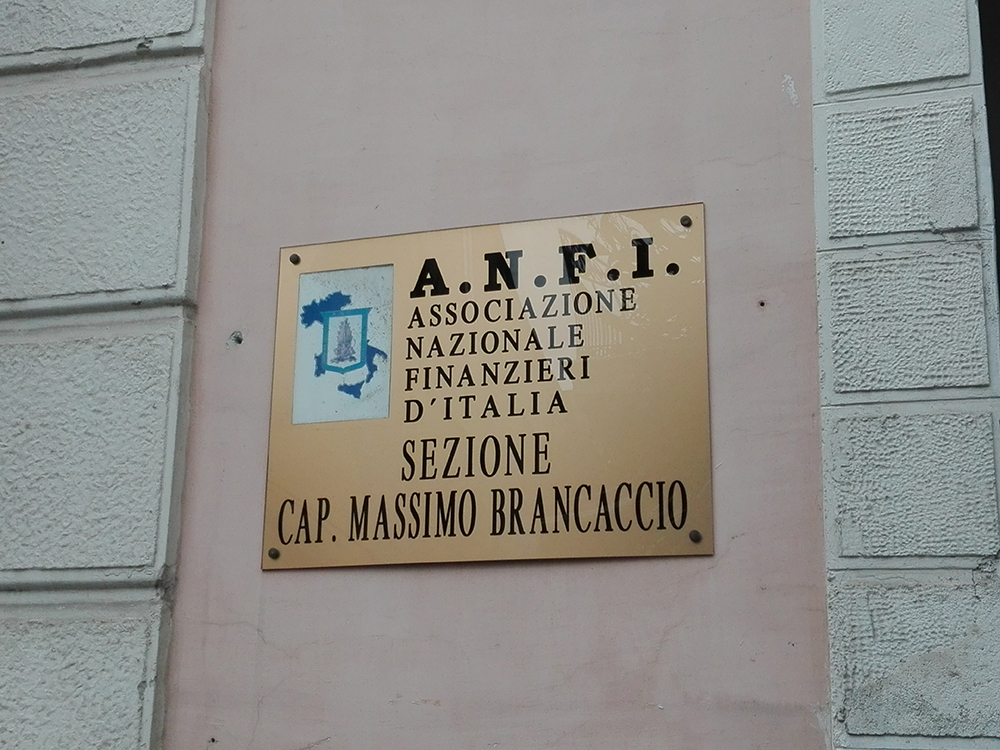 A.N.F.I.
ASSOCIAZIONE
NAZIONALE
FINANZIERI
D'ITALIA
SEZIONE
CAP. MASSIMO BRANCACCIO